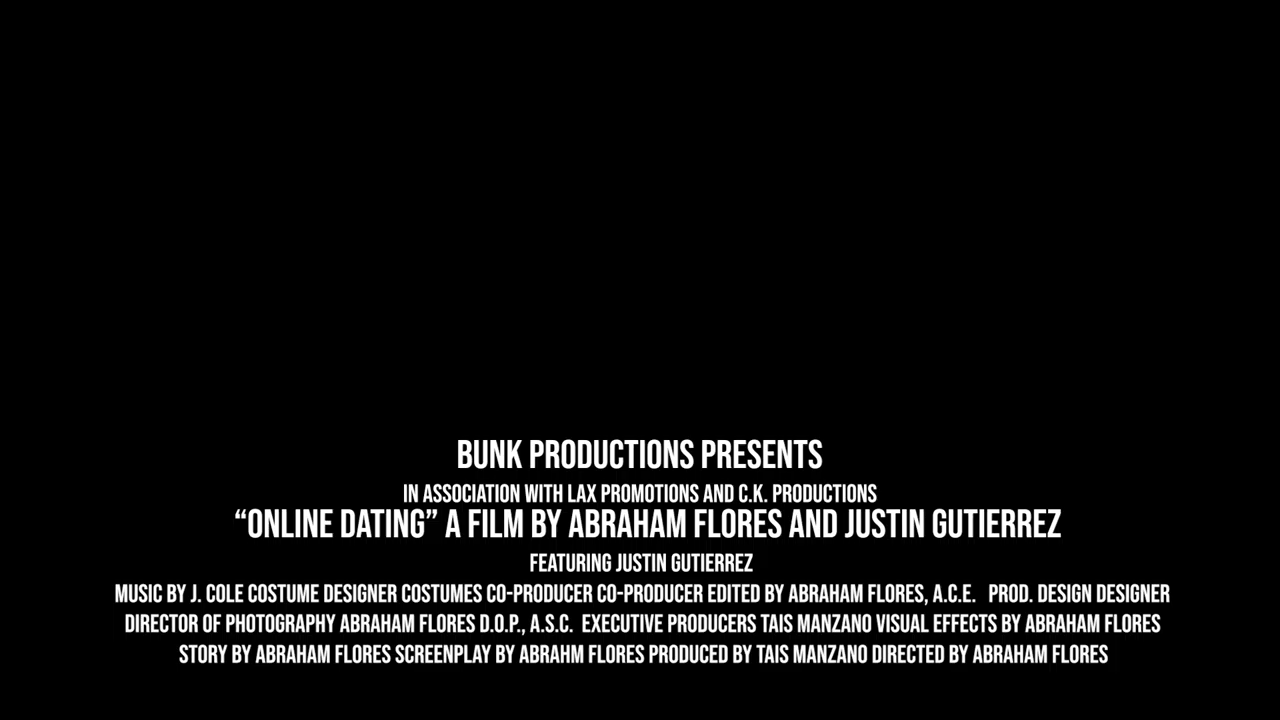 BUNK PRODUCTIONS PRESENTS
IN ASSOCIATION WITH LAX PROMOTIONS AND C.K. PRODUCTIONS
“ONLINE DATING” A FILM BY ABRAHAM FLORES AND JUSTIN GUTIERREZ
FEATURING JUSTIN GUTIERREZ
MUSIC BY J. COLE COSTUME DESIGNER COSTUMES CO-PRODUCER CO-PRODUCER EDITED BY ABRAHAM FLORES, A.C.E. PROD. DESIGN DESIGNER
DIRECTOR OF PHOTOGRAPHY ABRAHAM FLORES D.O.P., A.S.C. EXECUTIVE PRODUCERS TAIS MANZANO VISUAL EFFECTS BY ABRAHAM FLORES
STORY BY ABRAHAM FLORES SCREENPLAY BY ABRAHM FLORES PRODUCED BY TAIS MANZANO DIRECTED BY ABRAHAM FLORES